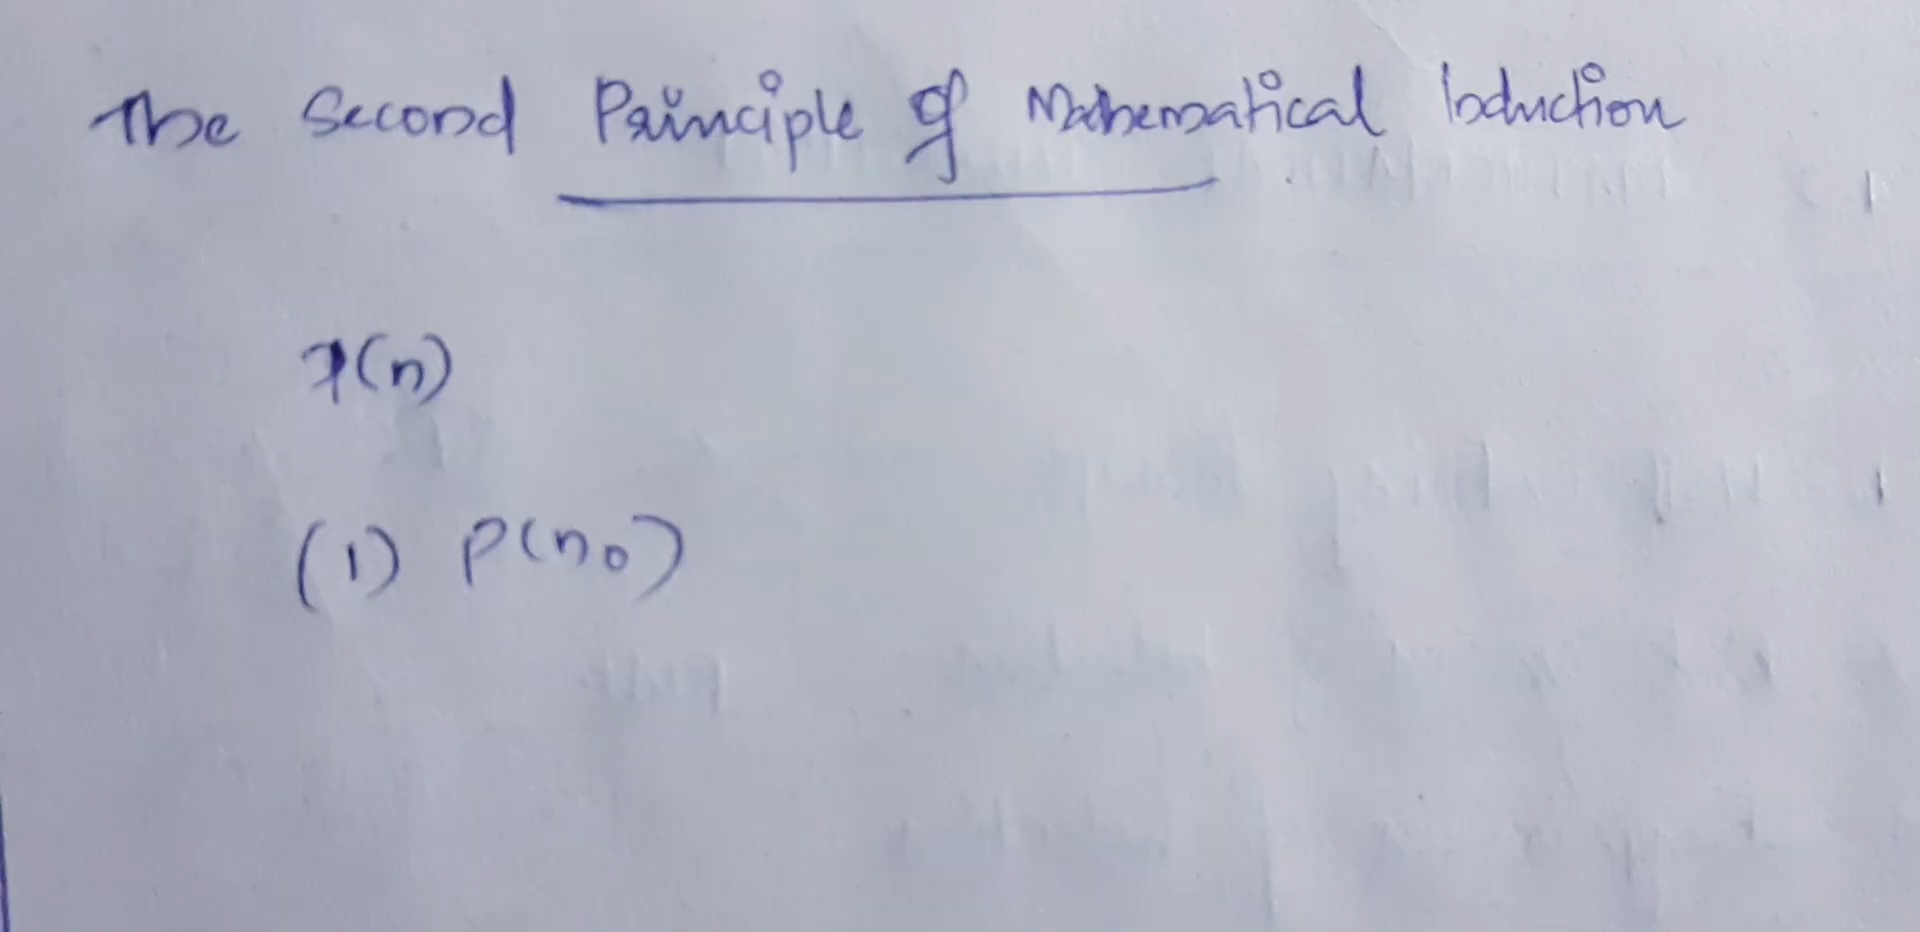 The Second Principle of Mathematical Induction
P(n)
(1) P(n₀)